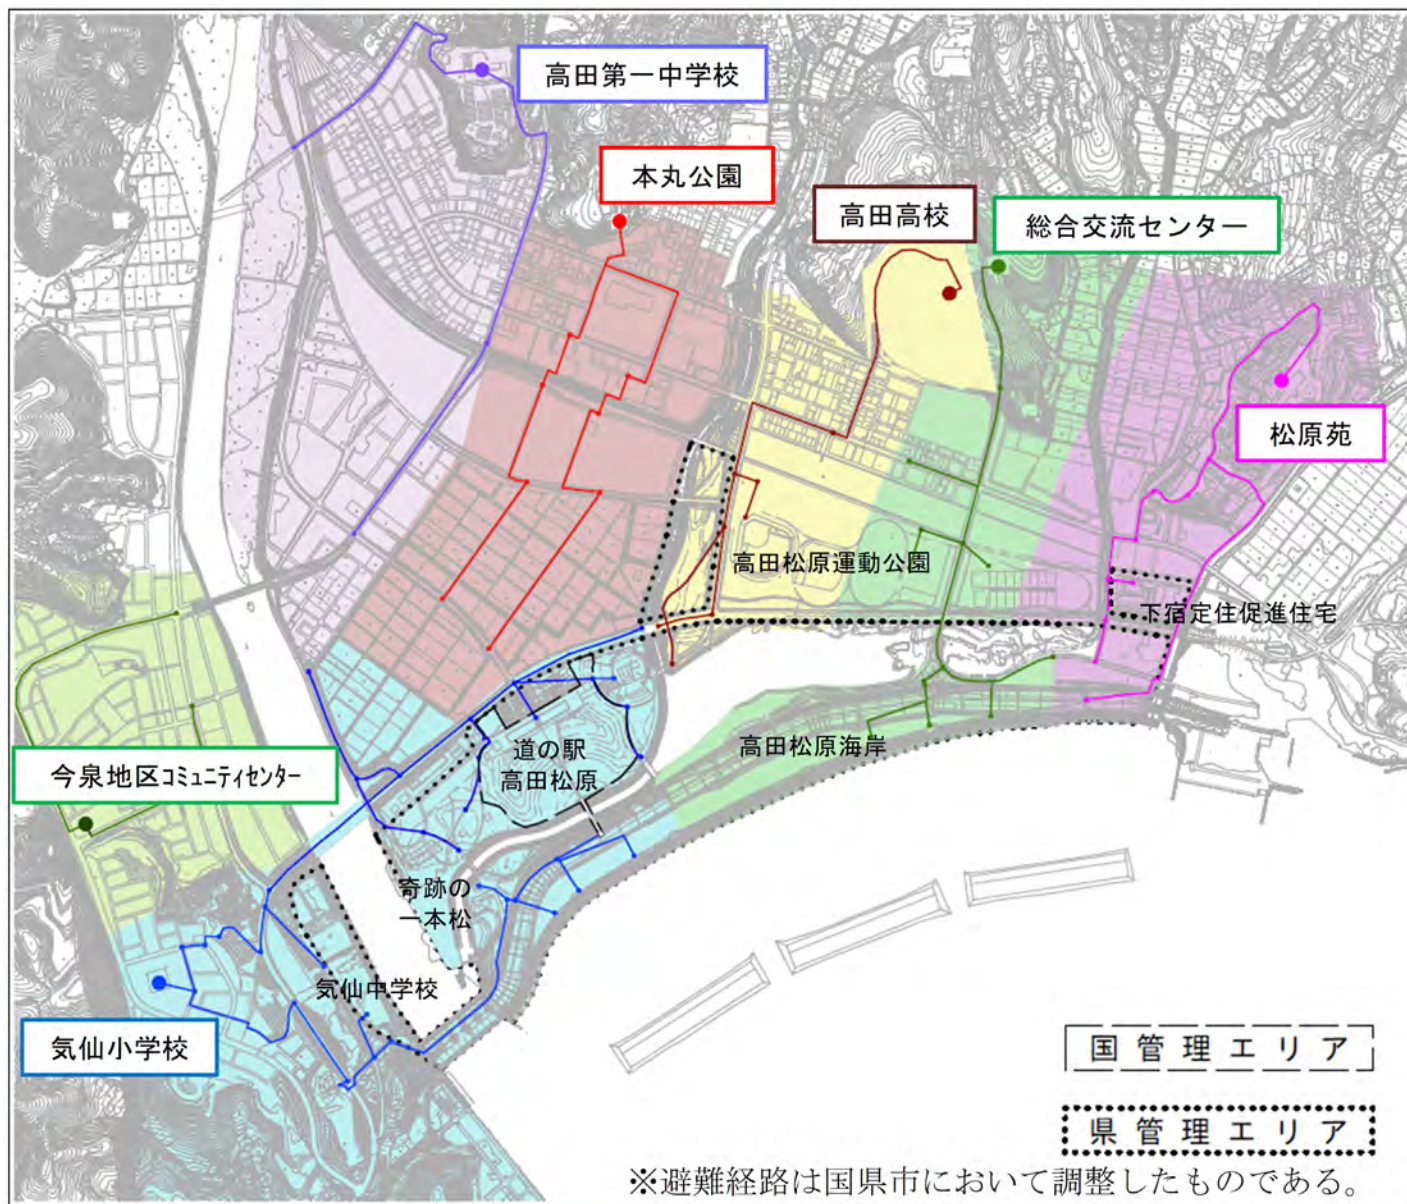 高田第一中学校
本丸公園
高田高校
総合交流センター
松原苑
高田松原運動公園
下宿定住促進住宅
道の駅
高田松原
高田松原海岸
今泉地区ｺﾐｭﾆﾃｨｾﾝﾀｰ
奇跡の
一本松
気仙中学校
気仙小学校
国管理エリア
県管理エリア
※避難経路は国県市において調整したものである。